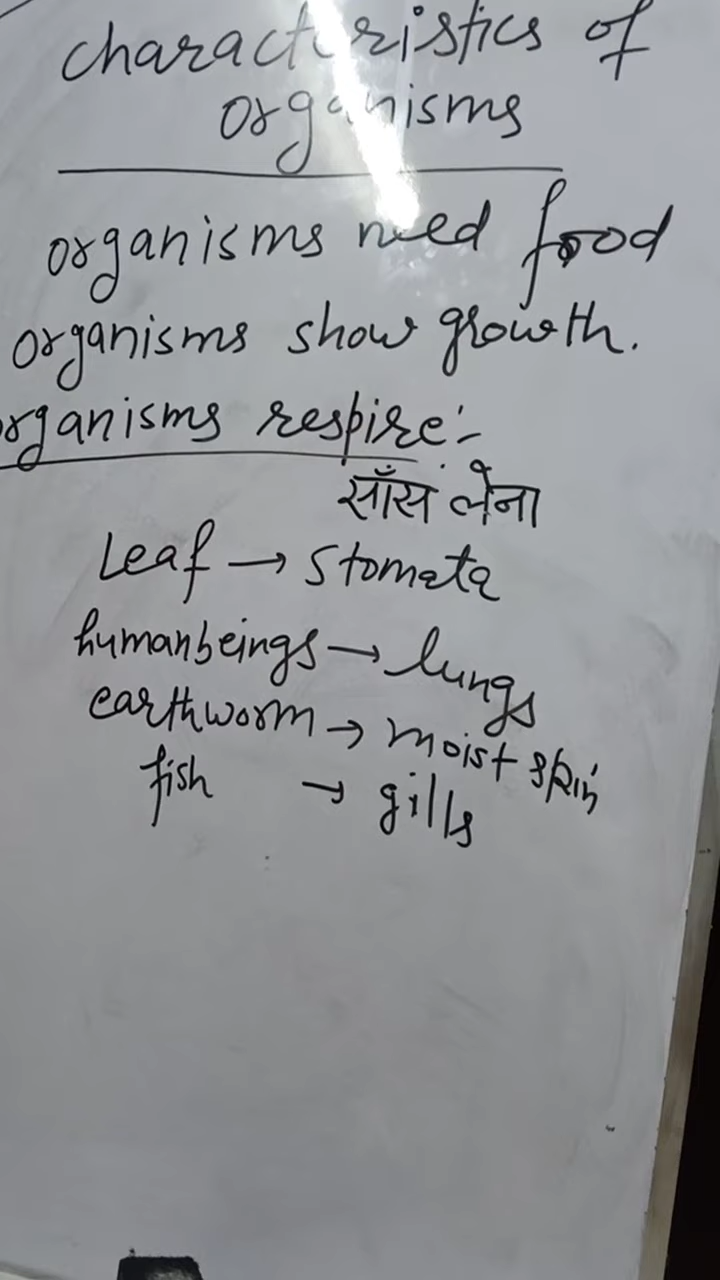 characteristics of
organisms
organisms need food
organisms show growth.
organisms respire:-
साँस लेना
Leaf → Stomata
humanbeings → lungs
earthworm → moist skin
fish → gills